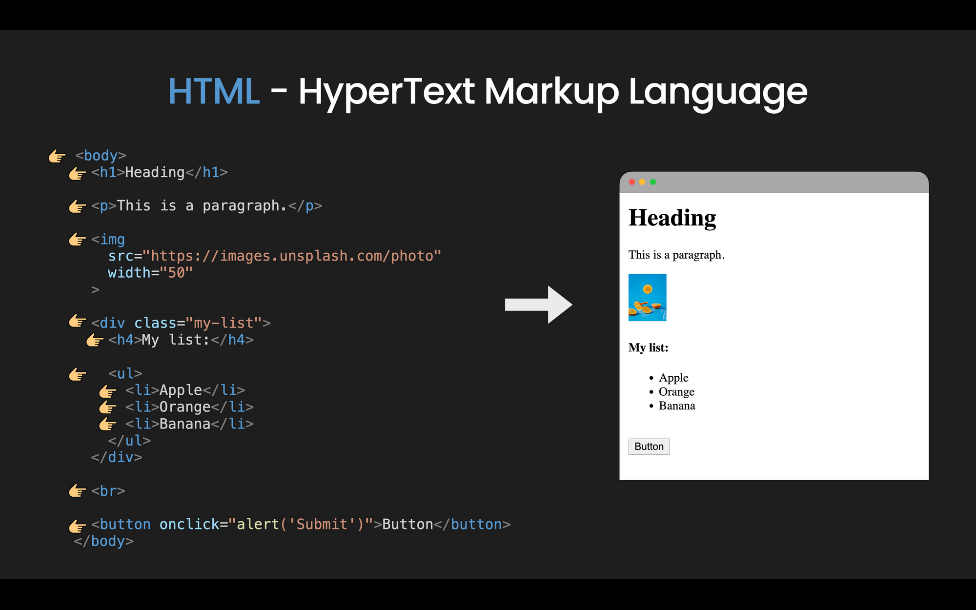 HTML - HyperText Markup Language
<body>
<h1>Heading</h1>
<p>This is a paragraph.</p>
<img
src="https://images.unsplash.com/photo"
width="50"
>
<div class="my-list">
<h4>My list:</h4>
<ul>
<li>Apple</li>
<li>Orange</li>
<li>Banana</li>
</ul>
</div>
<br>
<button onclick="alert('Submit')">Button</button>
</body>
Heading
This is a paragraph.
My list:
• Apple
• Orange
• Banana
Button